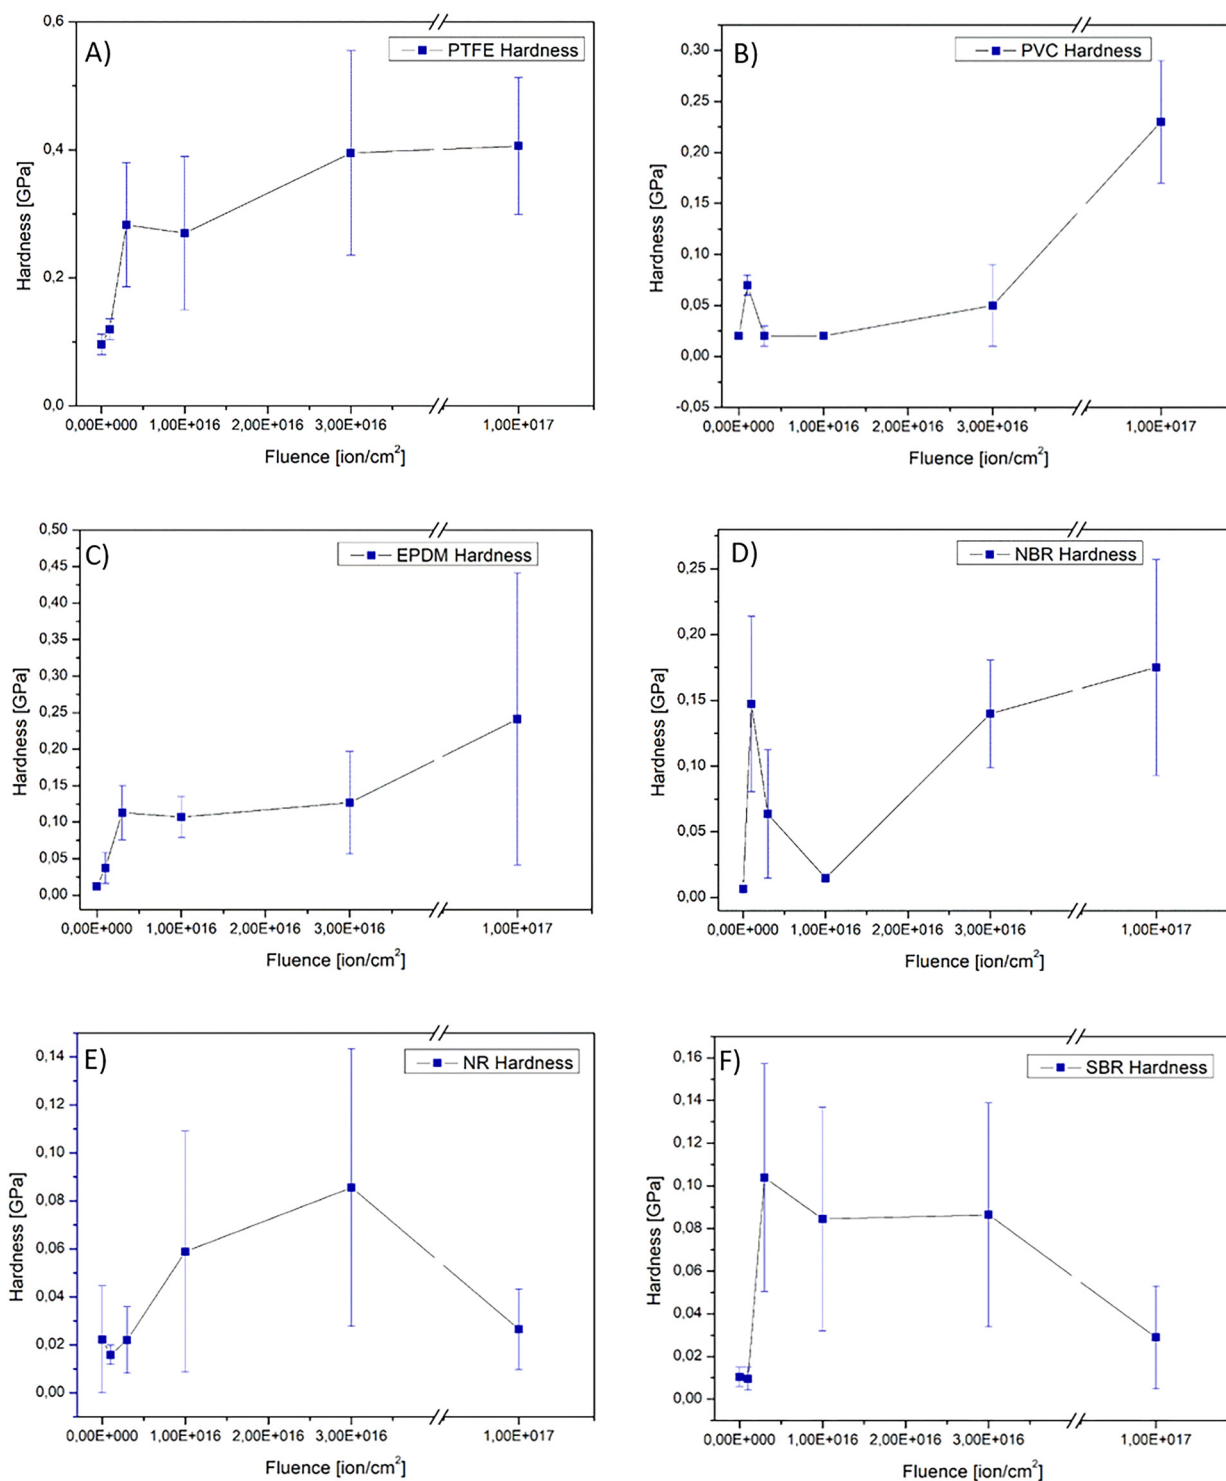 A)
PTFE Hardness
0,6
0,4
0,2
0,0
Hardness [GPa]
0,00E+000 1,00E+016 2,00E+016 3,00E+016 1,00E+017
Fluence [ion/cm²]
B)
PVC Hardness
0,30
0,25
0,20
0,15
0,10
0,05
0,00
-0,05
Hardness [GPa]
0,00E+000 1,00E+016 2,00E+016 3,00E+016 1,00E+017
Fluence [ion/cm²]
C)
EPDM Hardness
0,50
0,45
0,40
0,35
0,30
0,25
0,20
0,15
0,10
0,05
0,00
Hardness [GPa]
0,00E+000 1,00E+016 2,00E+016 3,00E+016 1,00E+017
Fluence [ion/cm²]
D)
NBR Hardness
0,25
0,20
0,15
0,10
0,05
0,00
Hardness [GPa]
0,00E+000 1,00E+016 2,00E+016 3,00E+016 1,00E+017
Fluence [ion/cm²]
E)
NR Hardness
0,14
0,12
0,10
0,08
0,06
0,04
0,02
0,00
Hardness [GPa]
0,00E+000 1,00E+016 2,00E+016 3,00E+016 1,00E+017
Fluence [ion/cm²]
F)
SBR Hardness
0,16
0,14
0,12
0,10
0,08
0,06
0,04
0,02
0,00
Hardness [GPa]
0,00E+000 1,00E+016 2,00E+016 3,00E+016 1,00E+017
Fluence [ion/cm²]